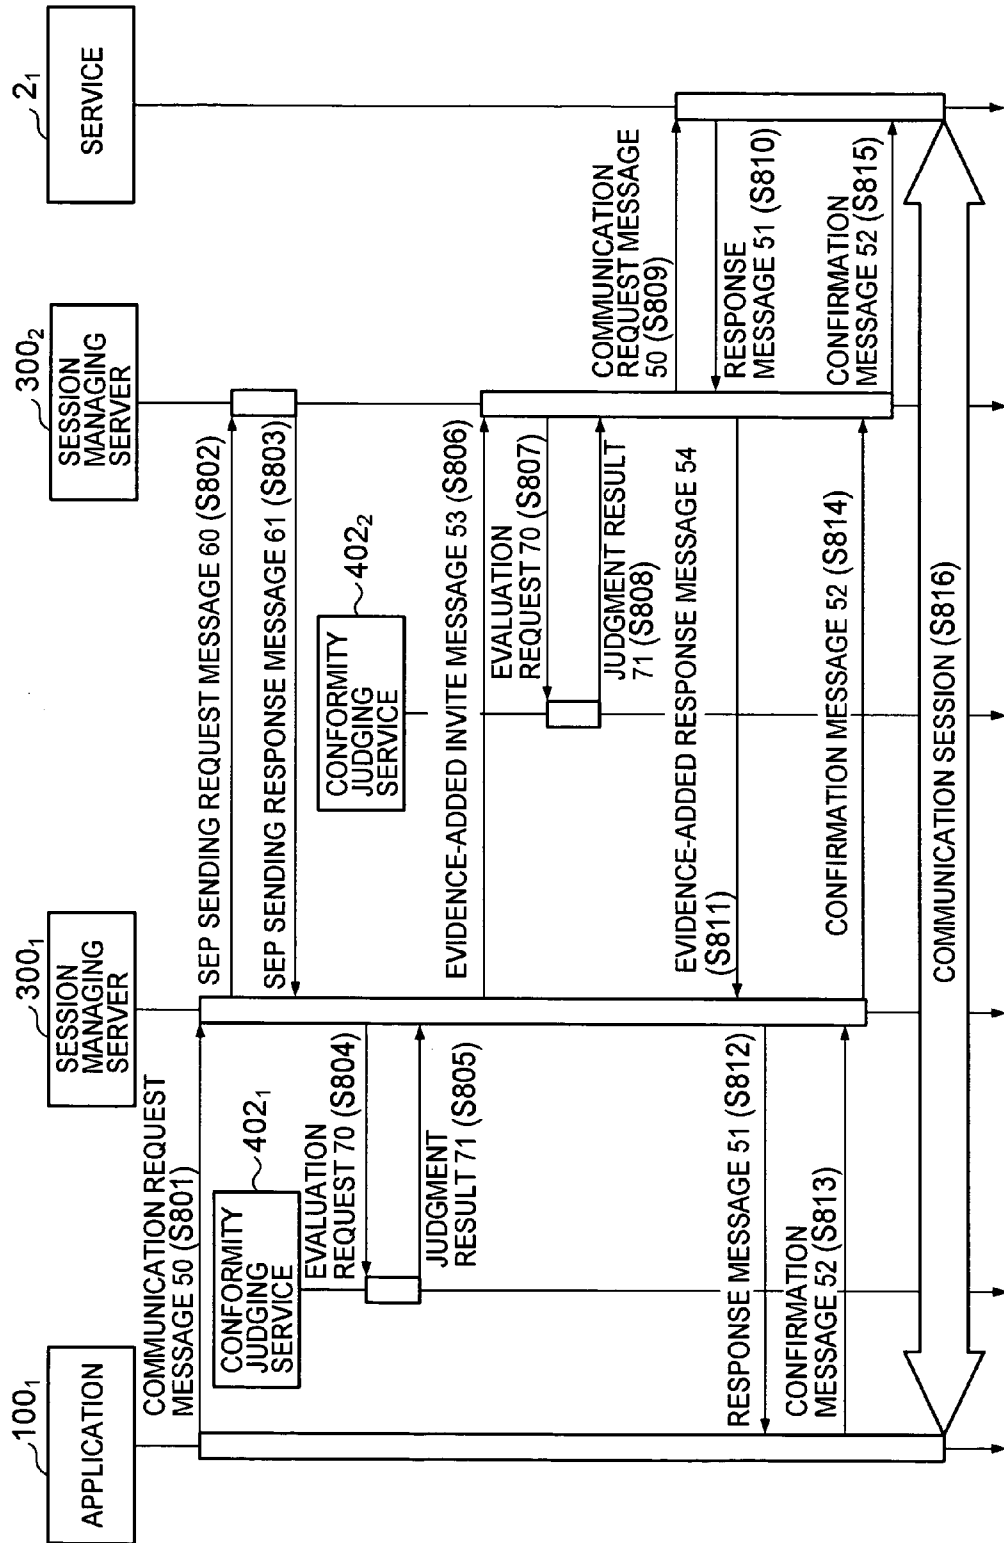 100₁
APPLICATION
300₁
SESSION
MANAGING
SERVER
300₂
SESSION
MANAGING
SERVER
2₁
SERVICE
COMMUNICATION REQUEST
MESSAGE 50 (S801)
SEP SENDING REQUEST MESSAGE 60 (S802)
SEP SENDING RESPONSE MESSAGE 61 (S803)
402₁
CONFORMITY
JUDGING
SERVICE
EVALUATION
REQUEST 70 (S804)
JUDGMENT
RESULT 71 (S805)
402₂
CONFORMITY
JUDGING
SERVICE
EVIDENCE-ADDED INVITE MESSAGE 53 (S806)
EVALUATION
REQUEST 70 (S807)
JUDGMENT RESULT
71 (S808)
COMMUNICATION
REQUEST MESSAGE
50 (S809)
RESPONSE
MESSAGE 51 (S810)
EVIDENCE-ADDED RESPONSE MESSAGE 54
(S811)
RESPONSE MESSAGE 51 (S812)
CONFIRMATION
MESSAGE 52 (S813)
CONFIRMATION MESSAGE 52 (S814)
CONFIRMATION
MESSAGE 52 (S815)
COMMUNICATION SESSION (S816)